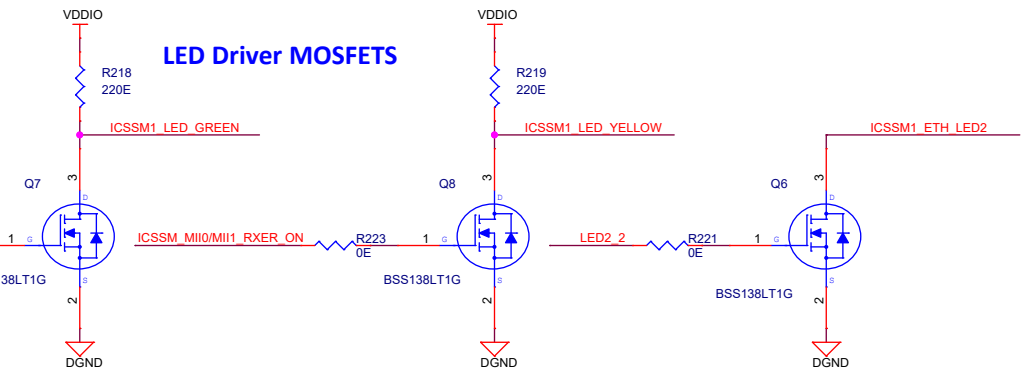 VDDIO
VDDIO
LED Driver MOSFETS
R218
220E
R219
220E
ICSSM1_LED_GREEN
ICSSM1_LED_YELLOW
ICSSM1_ETH_LED2
Q7
3
D
Q8
3
D
Q6
3
D
1
G
ICSSM_MII0/MII1_RXER_ON
R223
0E
1
G
LED2_2
R221
0E
1
G
38LT1G
S
2
BSS138LT1G
S
2
BSS138LT1G
S
2
DGND
DGND
DGND